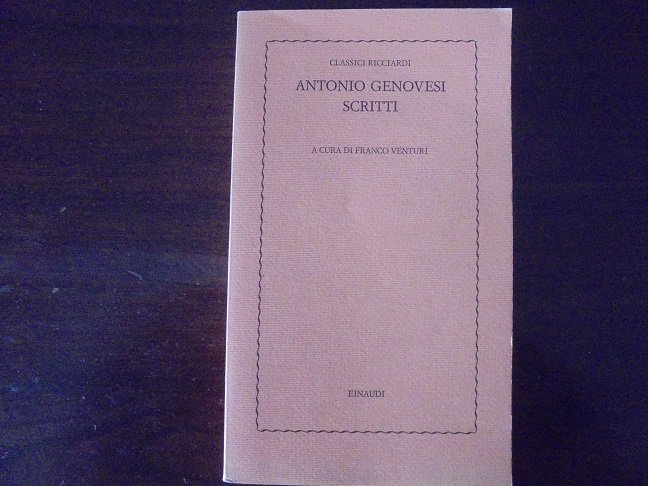 CLASSICI RICCIARDI
ANTONIO GENOVESI
SCRITTI
A CURA DI FRANCO VENTURI
EINAUDI